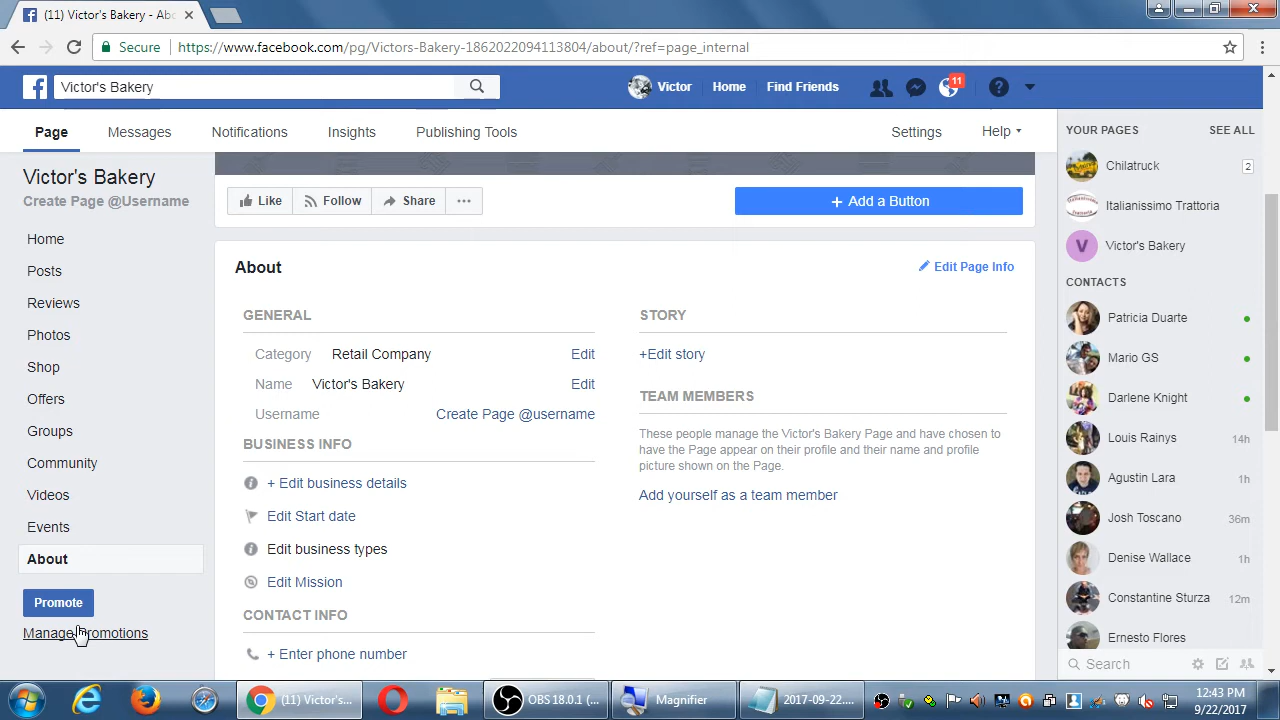 (11) Victor's Bakery - Abo
Secure
https://www.facebook.com/pg/Victors-Bakery-1862022094113804/about/?ref=page_internal
Victor's Bakery
Victor
Home
Find Friends
11
Page
Messages
Notifications
Insights
Publishing Tools
Settings
Help
Victor's Bakery
Create Page @Username
Home
Posts
Reviews
Photos
Shop
Offers
Groups
Community
Videos
Events
About
Promote
Manage Promotions
Like
Follow
Share
+ Add a Button
About
Edit Page Info
GENERAL
Category Retail Company Edit
Name Victor's Bakery Edit
Username Create Page @username
BUSINESS INFO
+ Edit business details
Edit Start date
Edit business types
Edit Mission
CONTACT INFO
+ Enter phone number
STORY
+Edit story
TEAM MEMBERS
These people manage the Victor's Bakery Page and have chosen to
have the Page appear on their profile and their name and profile
picture shown on the Page.
Add yourself as a team member
YOUR PAGES SEE ALL
Chilatruck 2
Italianissimo Trattoria
V Victor's Bakery
CONTACTS
Patricia Duarte
Mario GS
Darlene Knight
Louis Rainys 14h
Agustin Lara 1h
Josh Toscano 36m
Denise Wallace 1h
Constantine Sturza 12m
Ernesto Flores
Search
(11) Victor's...
OBS 18.0.1 (...
Magnifier
2017-09-22....
12:43 PM
9/22/2017